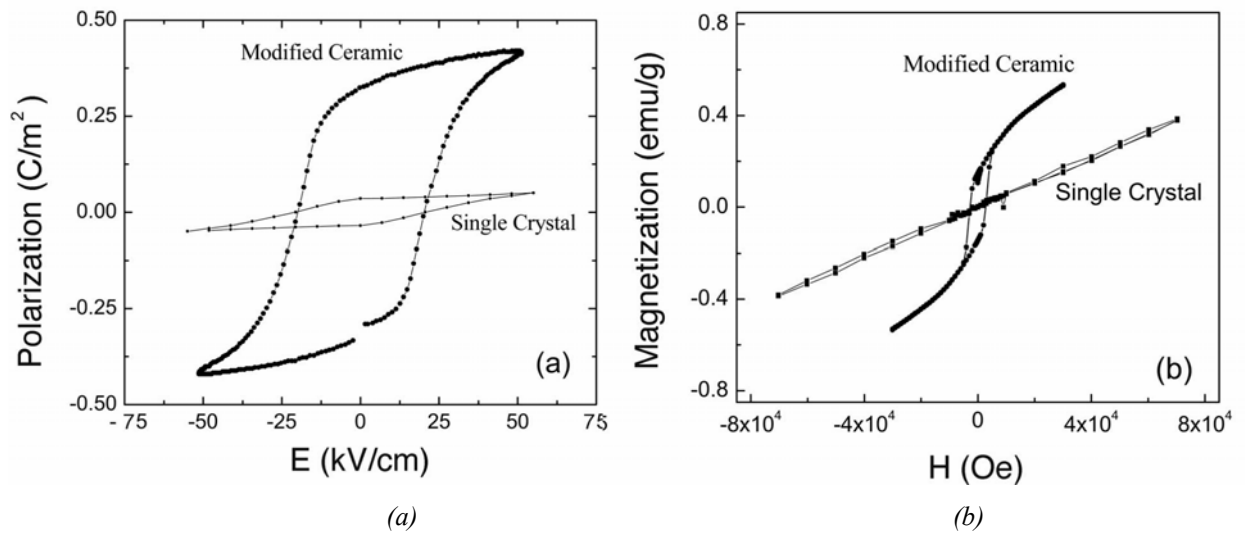 0.50
0.25
0.00
-0.25
-0.50
Polarization (C/m²)
Modified Ceramic
Single Crystal
(a)
- 75
-50
-25
0
25
50
75
E (kV/cm)
(a)
0.8
0.4
0.0
-0.4
-0.8
Magnetization (emu/g)
Modified Ceramic
Single Crystal
(b)
-8x10⁴
-4x10⁴
0
4x10⁴
8x10⁴
H (Oe)
(b)